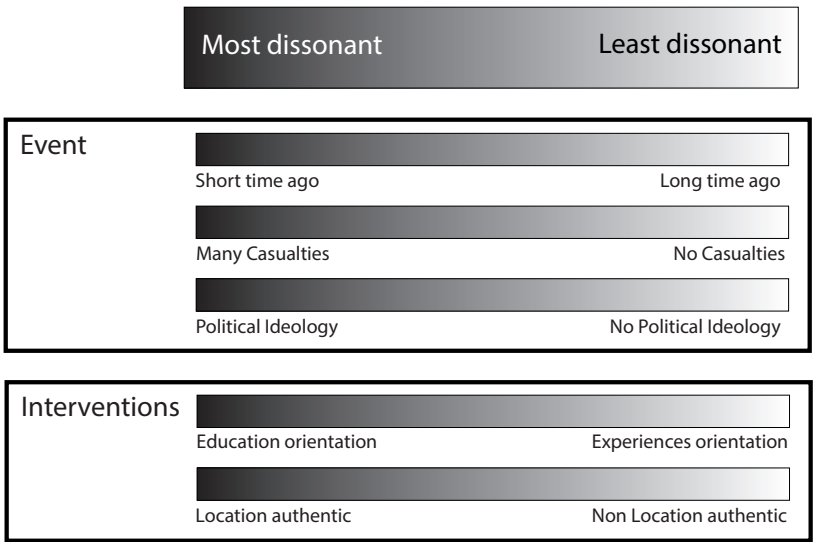 Most dissonant Least dissonant
Event
Short time ago Long time ago
Many Casualties No Casualties
Political Ideology No Political Ideology
Interventions
Education orientation Experiences orientation
Location authentic Non Location authentic